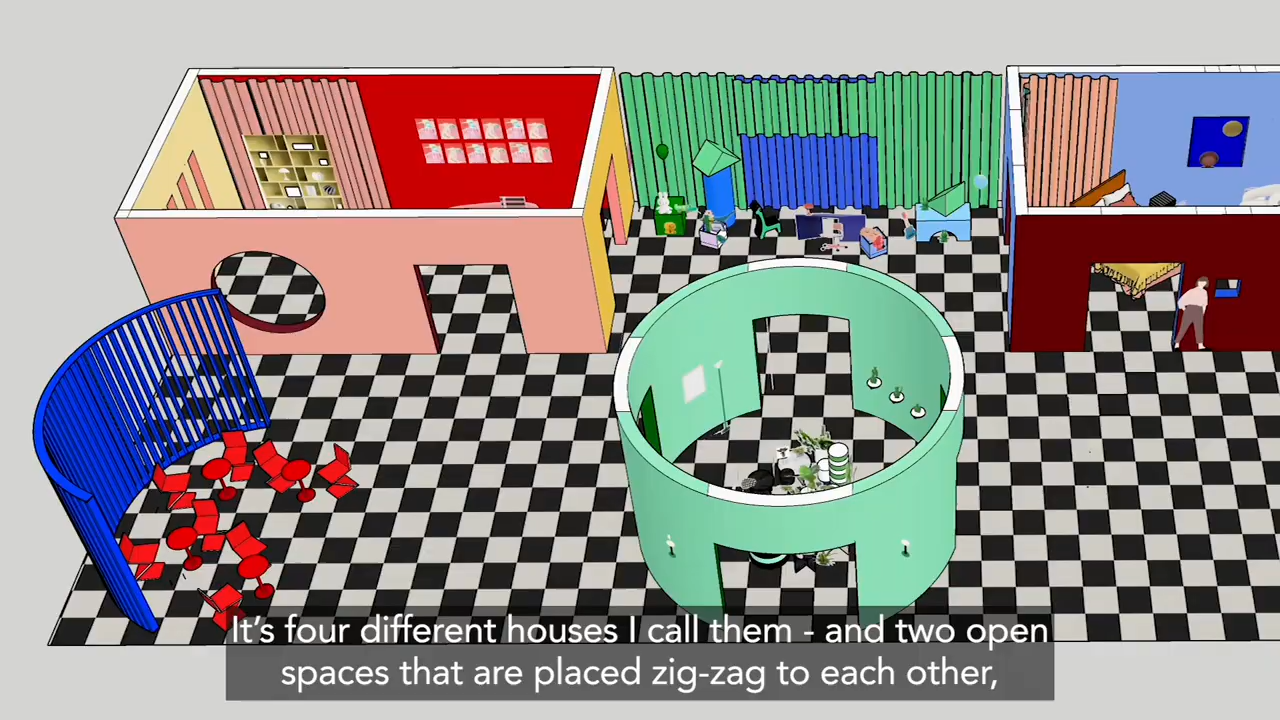 It’s four different houses I call them - and two open
spaces that are placed zig-zag to each other,